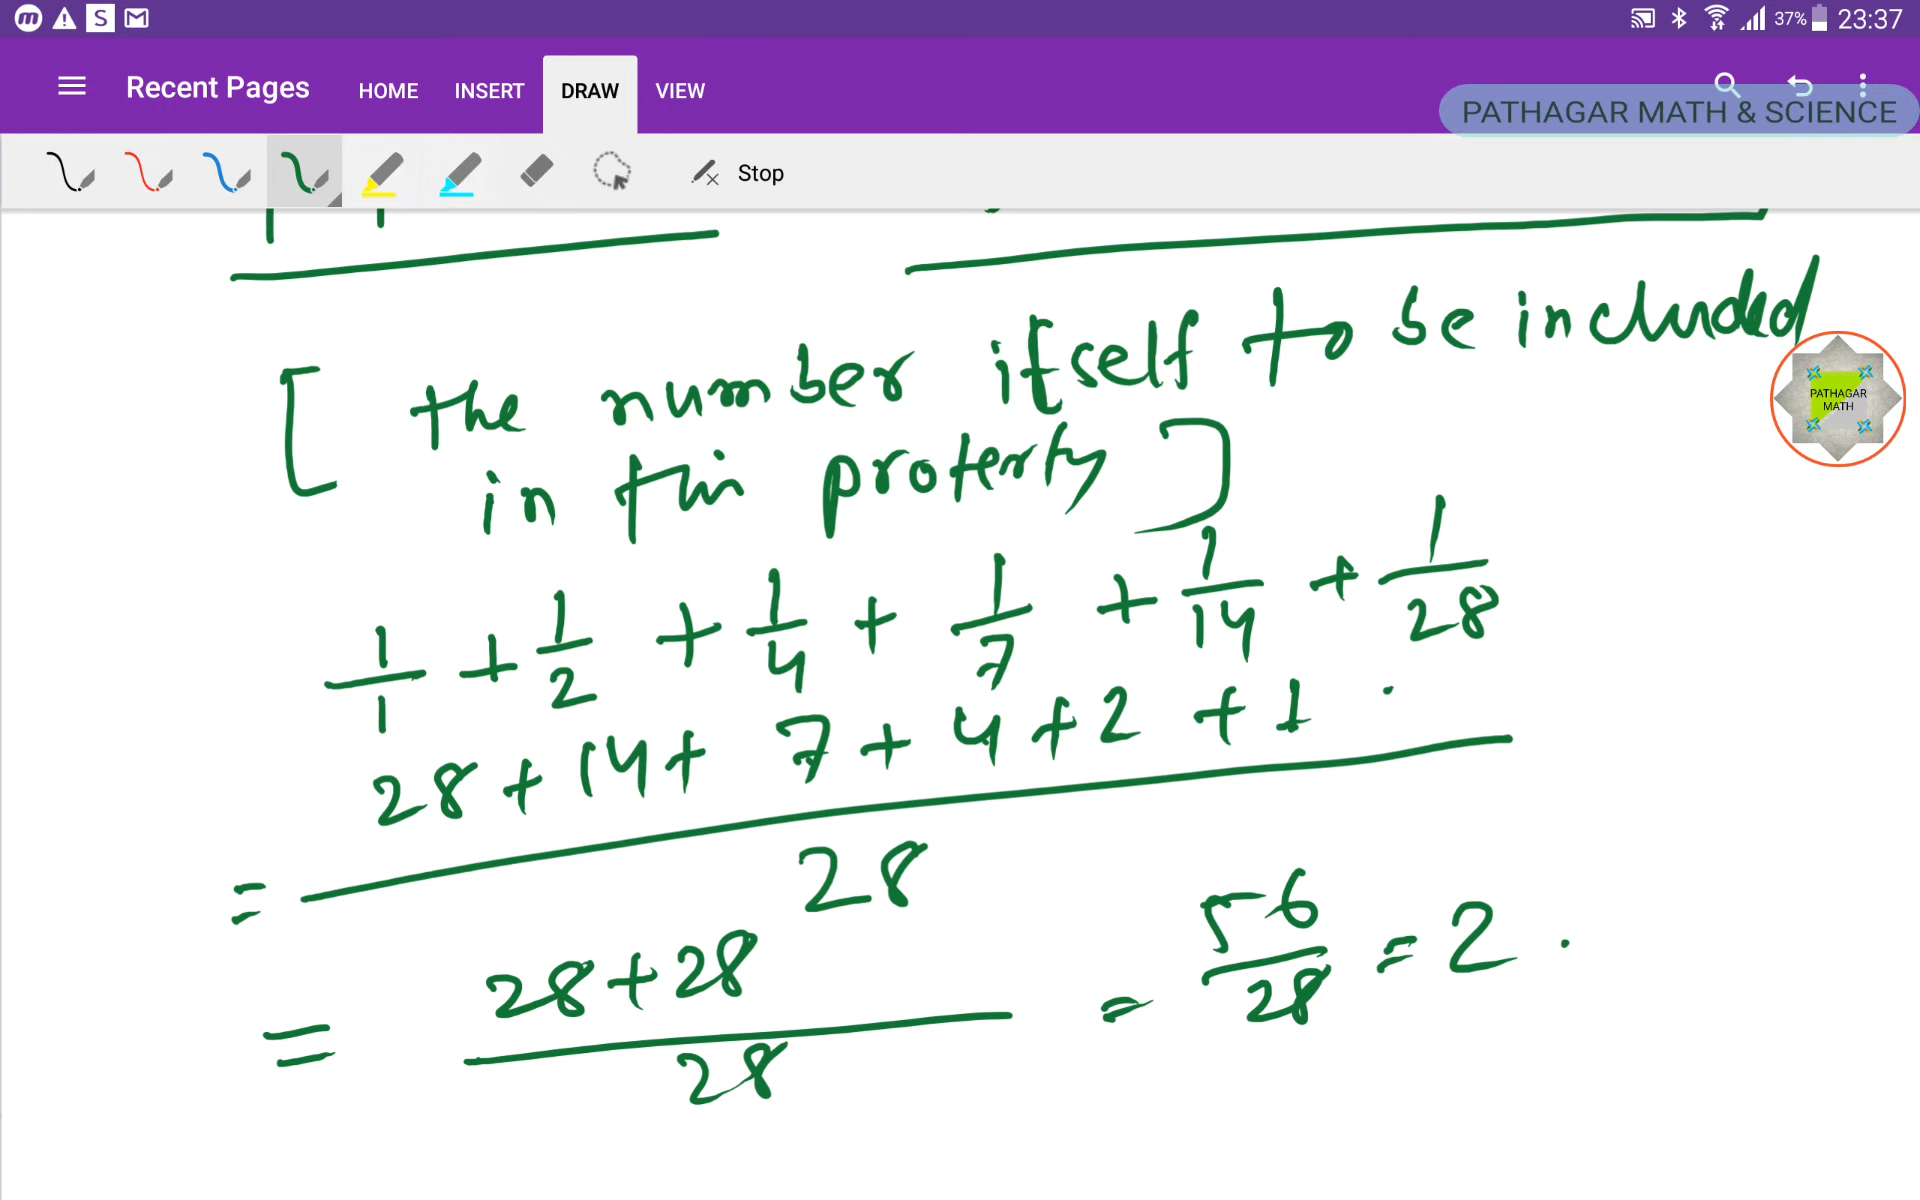 37% 23:37
Recent Pages HOME INSERT DRAW VIEW
PATHAGAR MATH & SCIENCE
Stop
[ the number itself to be included
in this property ]
PATHAGAR
MATH
1/1 + 1/2 + 1/4 + 1/7 + 1/14 + 1/28
= (28 + 14 + 7 + 4 + 2 + 1) / 28
= (28 + 28) / 28 = 56/28 = 2 .